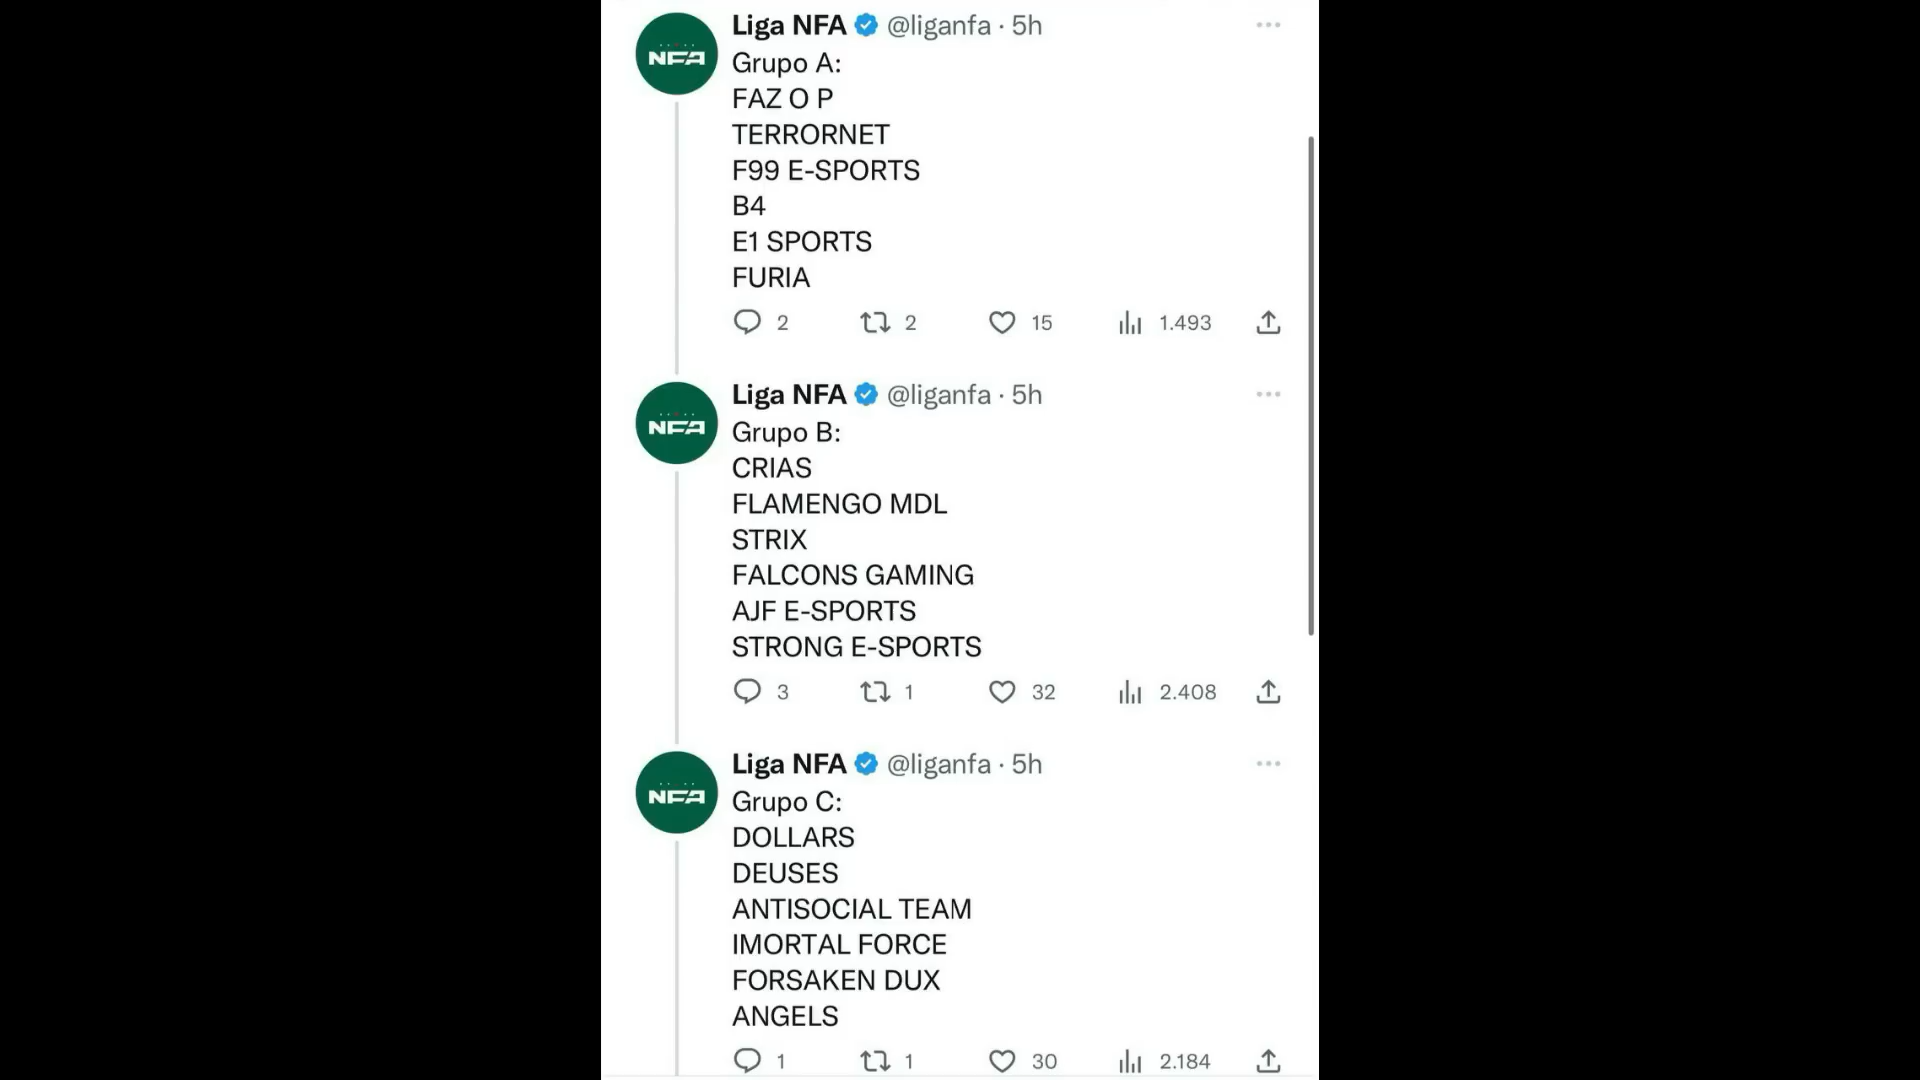 NFA
Liga NFA @liganfa · 5h
Grupo A:
FAZ O P
TERRORNET
F99 E-SPORTS
B4
E1 SPORTS
FURIA
2 2 15 1.493
NFA
Liga NFA @liganfa · 5h
Grupo B:
CRIAS
FLAMENGO MDL
STRIX
FALCONS GAMING
AJF E-SPORTS
STRONG E-SPORTS
3 1 32 2.408
NFA
Liga NFA @liganfa · 5h
Grupo C:
DOLLARS
DEUSES
ANTISOCIAL TEAM
IMORTAL FORCE
FORSAKEN DUX
ANGELS
1 1 30 2.184